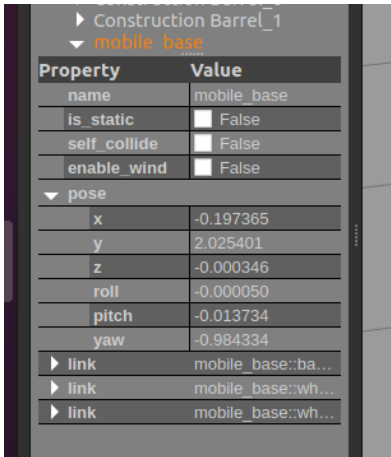 Construction Barrel_1
mobile_base
Property Value
name mobile_base
is_static False
self_collide False
enable_wind False
pose
x -0.197365
y 2.025401
z -0.000346
roll -0.000050
pitch -0.013734
yaw -0.984334
link mobile_base::ba...
link mobile_base::wh...
link mobile_base::wh...